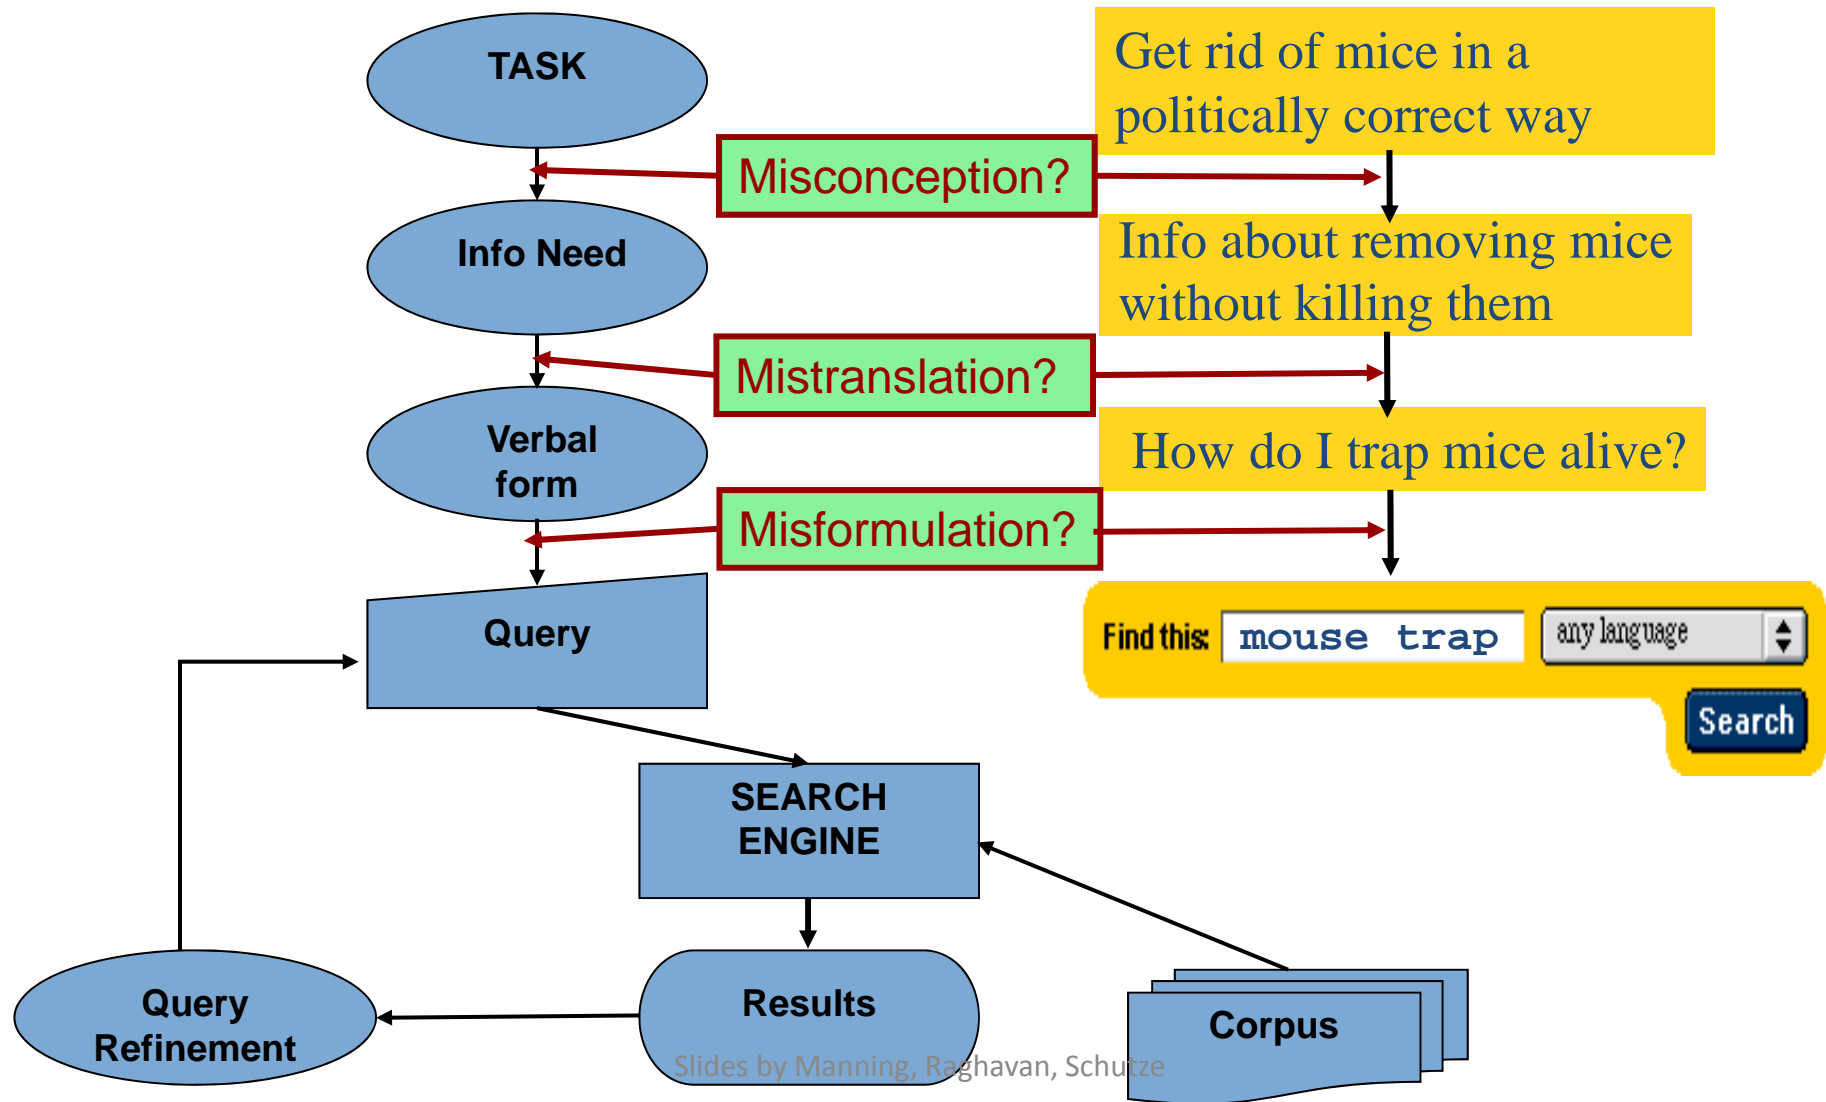 TASK
Get rid of mice in a
politically correct way
Misconception?
Info Need
Info about removing mice
without killing them
Mistranslation?
Verbal
form
How do I trap mice alive?
Misformulation?
Query
Find this: mouse trap any language
Search
SEARCH
ENGINE
Query
Refinement
Results
Corpus
Slides by Manning, Raghavan, Schutze